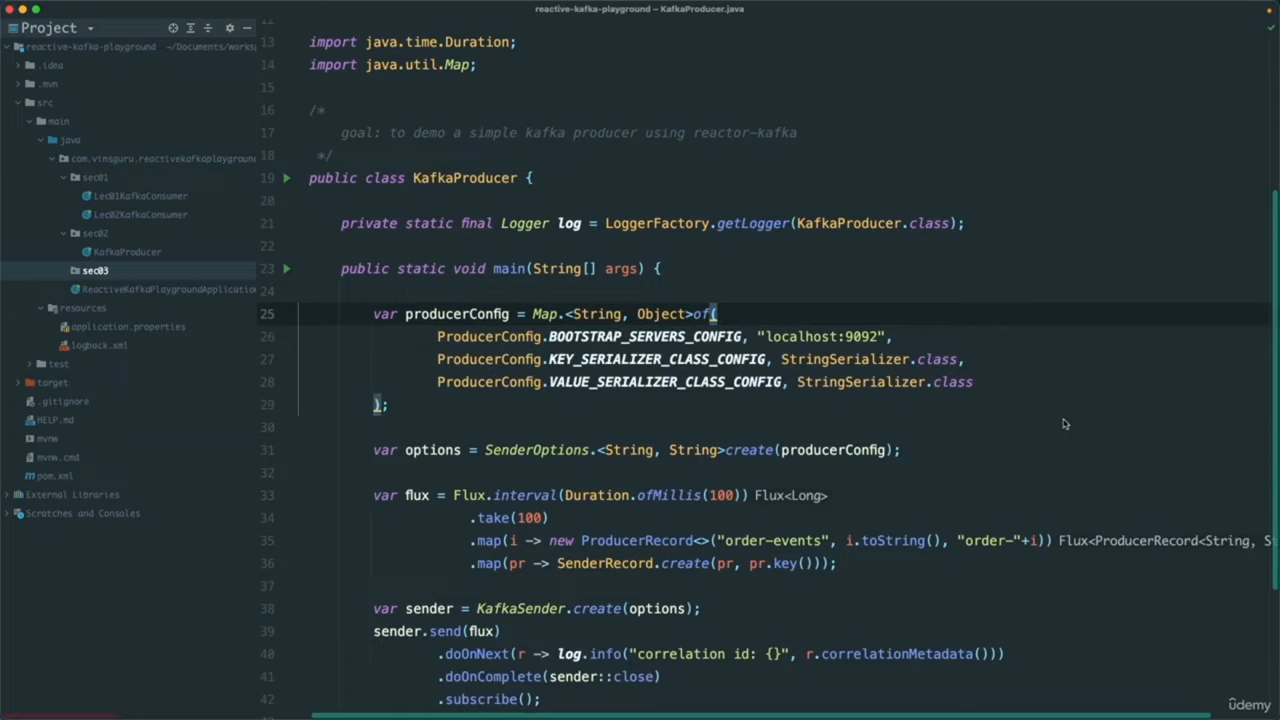 reactive-kafka-playground – KafkaProducer.java
Project
reactive-kafka-playground ~/Documents/worksp
.idea
.mvn
src
main
java
com.vinsguru.reactivekafkaplayground
sec01
Lec01KafkaConsumer
Lec02KafkaConsumer
sec02
KafkaProducer
sec03
ReactiveKafkaPlaygroundApplication
resources
application.properties
logback.xml
test
target
.gitignore
HELP.md
mvnw
mvnw.cmd
pom.xml
External Libraries
Scratches and Consoles
12
13 import java.time.Duration;
14 import java.util.Map;
15
16 /*
17 goal: to demo a simple kafka producer using reactor-kafka
18 */
19 public class KafkaProducer {
20
21 private static final Logger log = LoggerFactory.getLogger(KafkaProducer.class);
22
23 public static void main(String[] args) {
24
25 var producerConfig = Map.<String, Object>of(
26 ProducerConfig.BOOTSTRAP_SERVERS_CONFIG, "localhost:9092",
27 ProducerConfig.KEY_SERIALIZER_CLASS_CONFIG, StringSerializer.class,
28 ProducerConfig.VALUE_SERIALIZER_CLASS_CONFIG, StringSerializer.class
29 );
30
31 var options = SenderOptions.<String, String>create(producerConfig);
32
33 var flux = Flux.interval(Duration.ofMillis(100)) Flux<Long>
34 .take(100)
35 .map(i -> new ProducerRecord<>("order-events", i.toString(), "order-"+i)) Flux<ProducerRecord<String, S
36 .map(pr -> SenderRecord.create(pr, pr.key()));
37
38 var sender = KafkaSender.create(options);
39 sender.send(flux)
40 .doOnNext(r -> log.info("correlation id: {}", r.correlationMetadata()))
41 .doOnComplete(sender::close)
42 .subscribe();
ûdemy